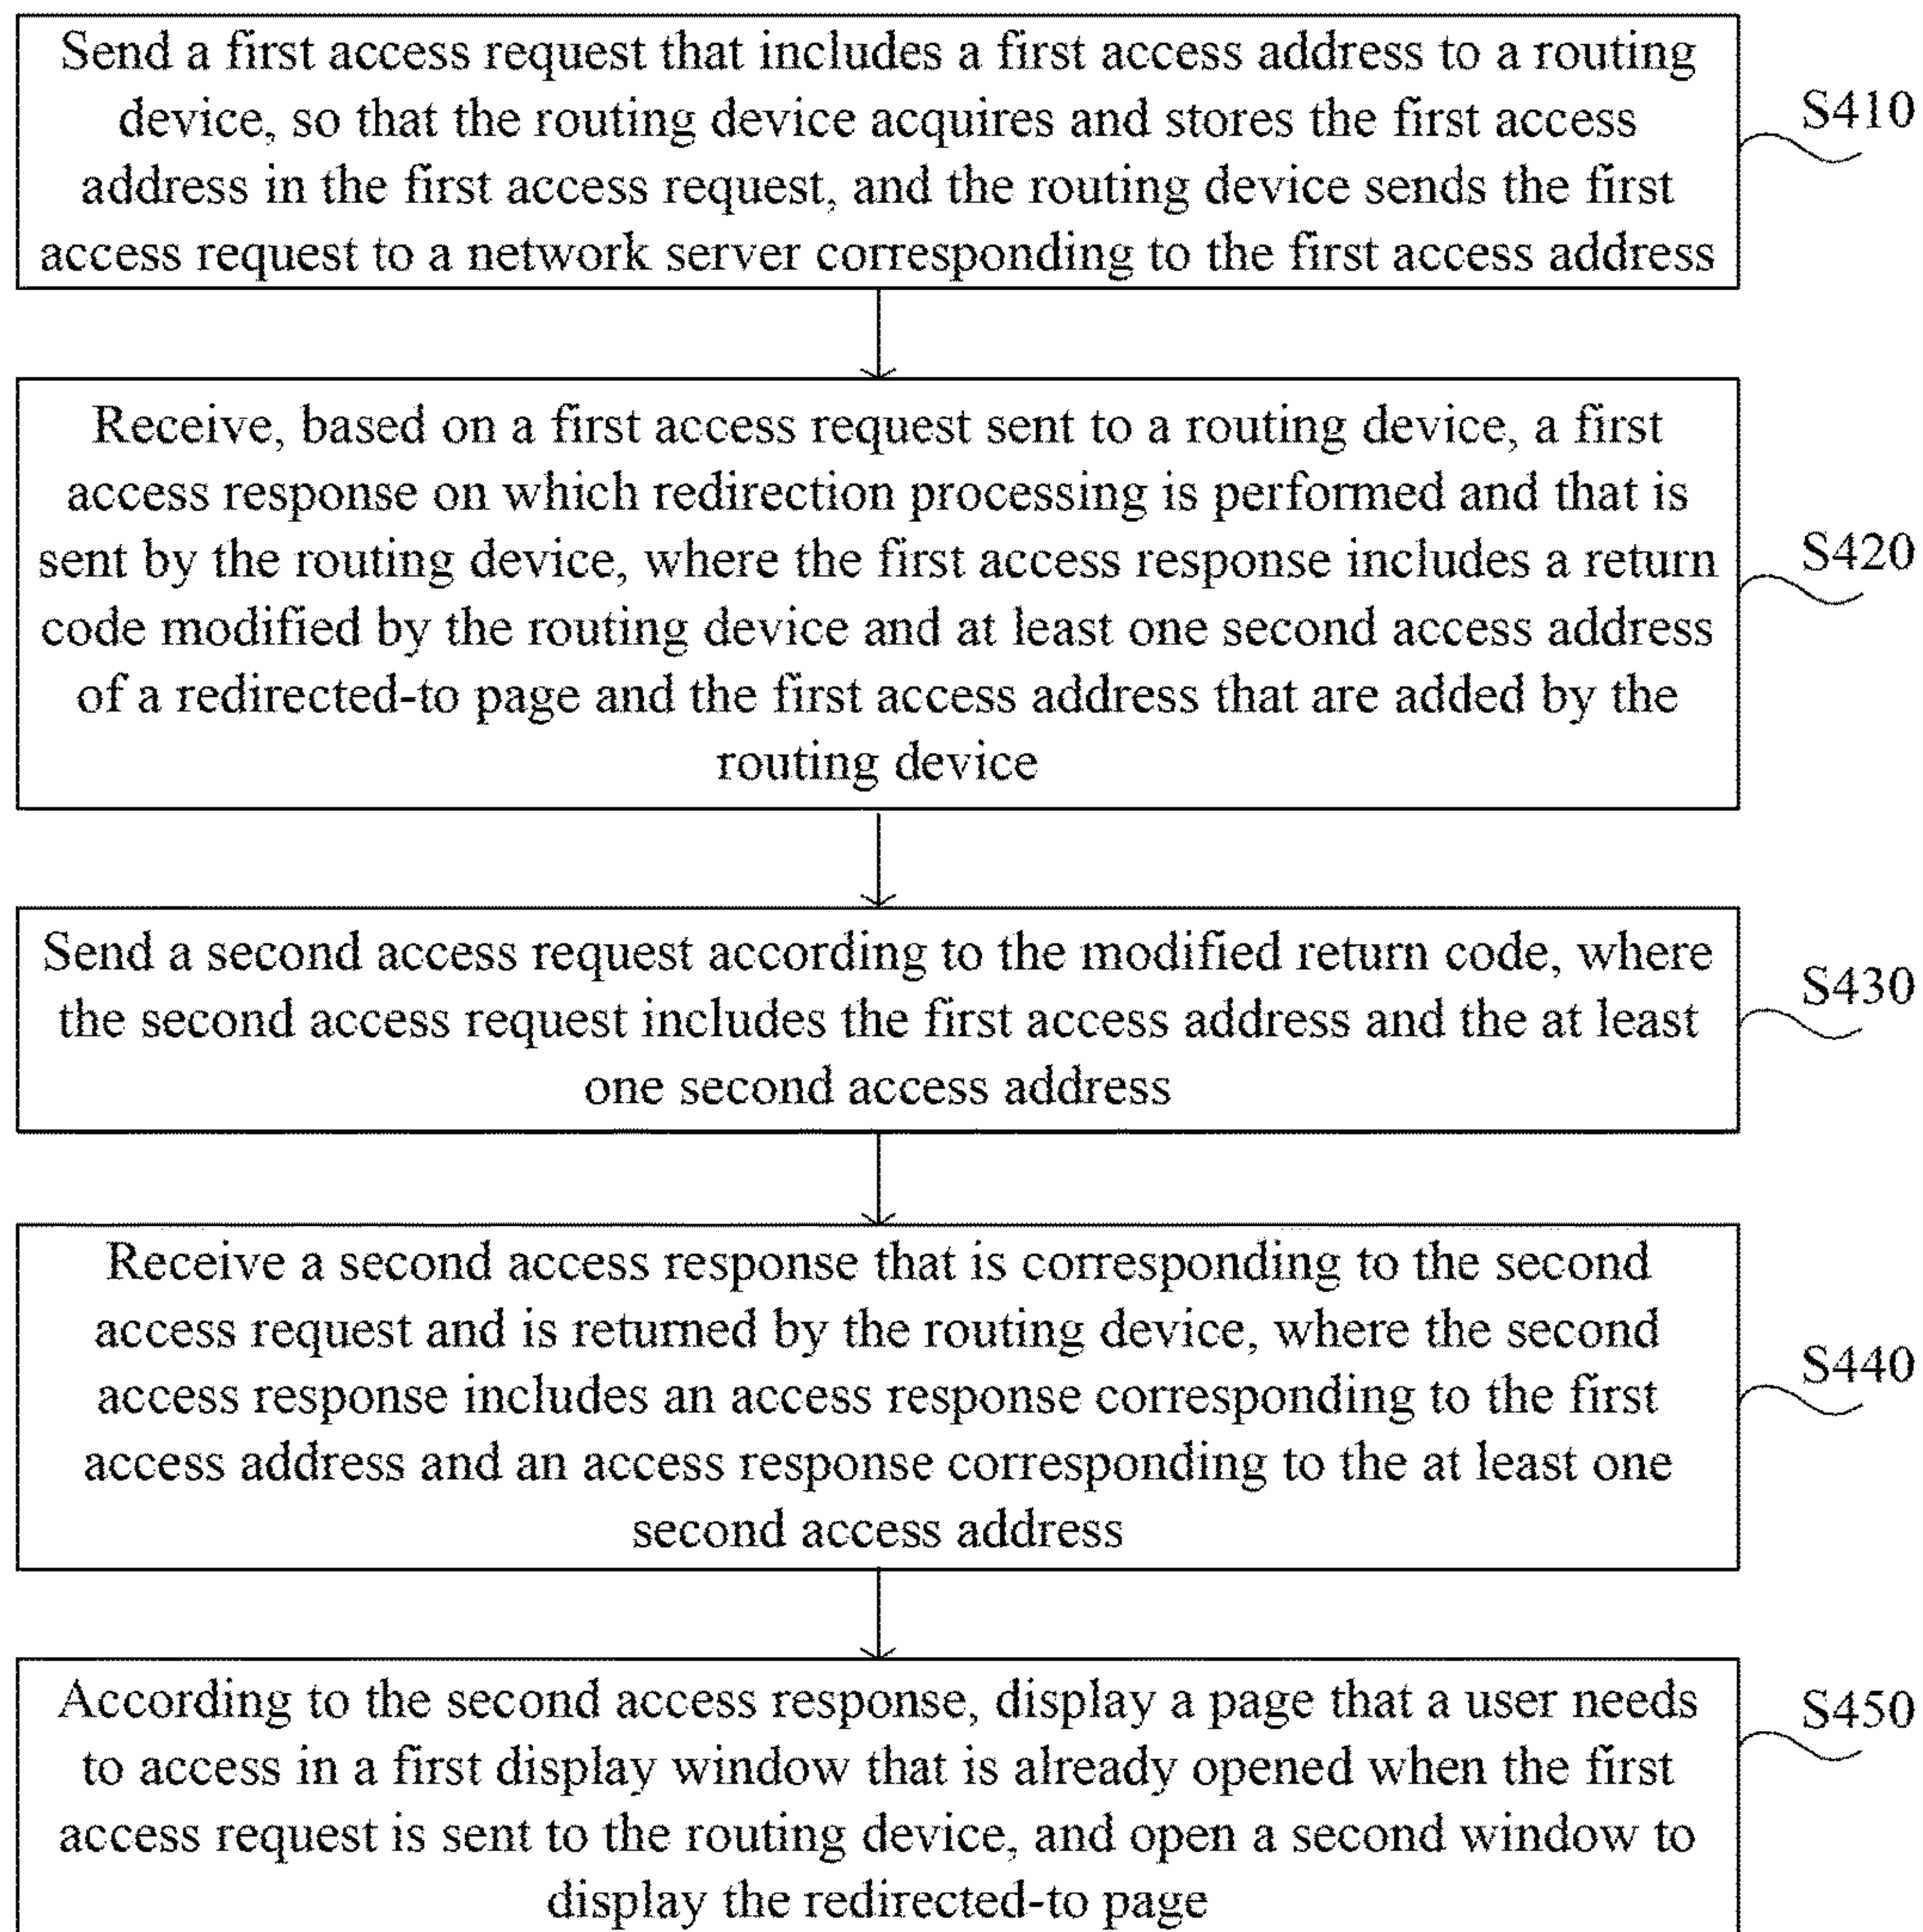 Send a first access request that includes a first access address to a routing
device, so that the routing device acquires and stores the first access
address in the first access request, and the routing device sends the first
access request to a network server corresponding to the first access address
S410
Receive, based on a first access request sent to a routing device, a first
access response on which redirection processing is performed and that is
sent by the routing device, where the first access response includes a return
code modified by the routing device and at least one second access address
of a redirected-to page and the first access address that are added by the
routing device
S420
Send a second access request according to the modified return code, where
the second access request includes the first access address and the at least
one second access address
S430
Receive a second access response that is corresponding to the second
access request and is returned by the routing device, where the second
access response includes an access response corresponding to the first
access address and an access response corresponding to the at least one
second access address
S440
According to the second access response, display a page that a user needs
to access in a first display window that is already opened when the first
access request is sent to the routing device, and open a second window to
display the redirected-to page
S450